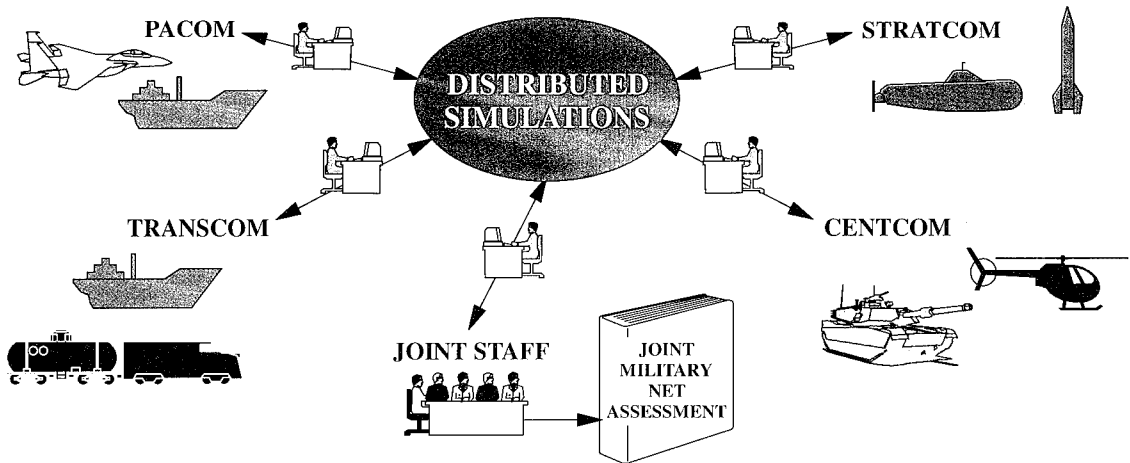 PACOM
STRATCOM
DISTRIBUTED
SIMULATIONS
TRANSCOM
CENTCOM
JOINT STAFF
JOINT
MILITARY
NET
ASSESSMENT